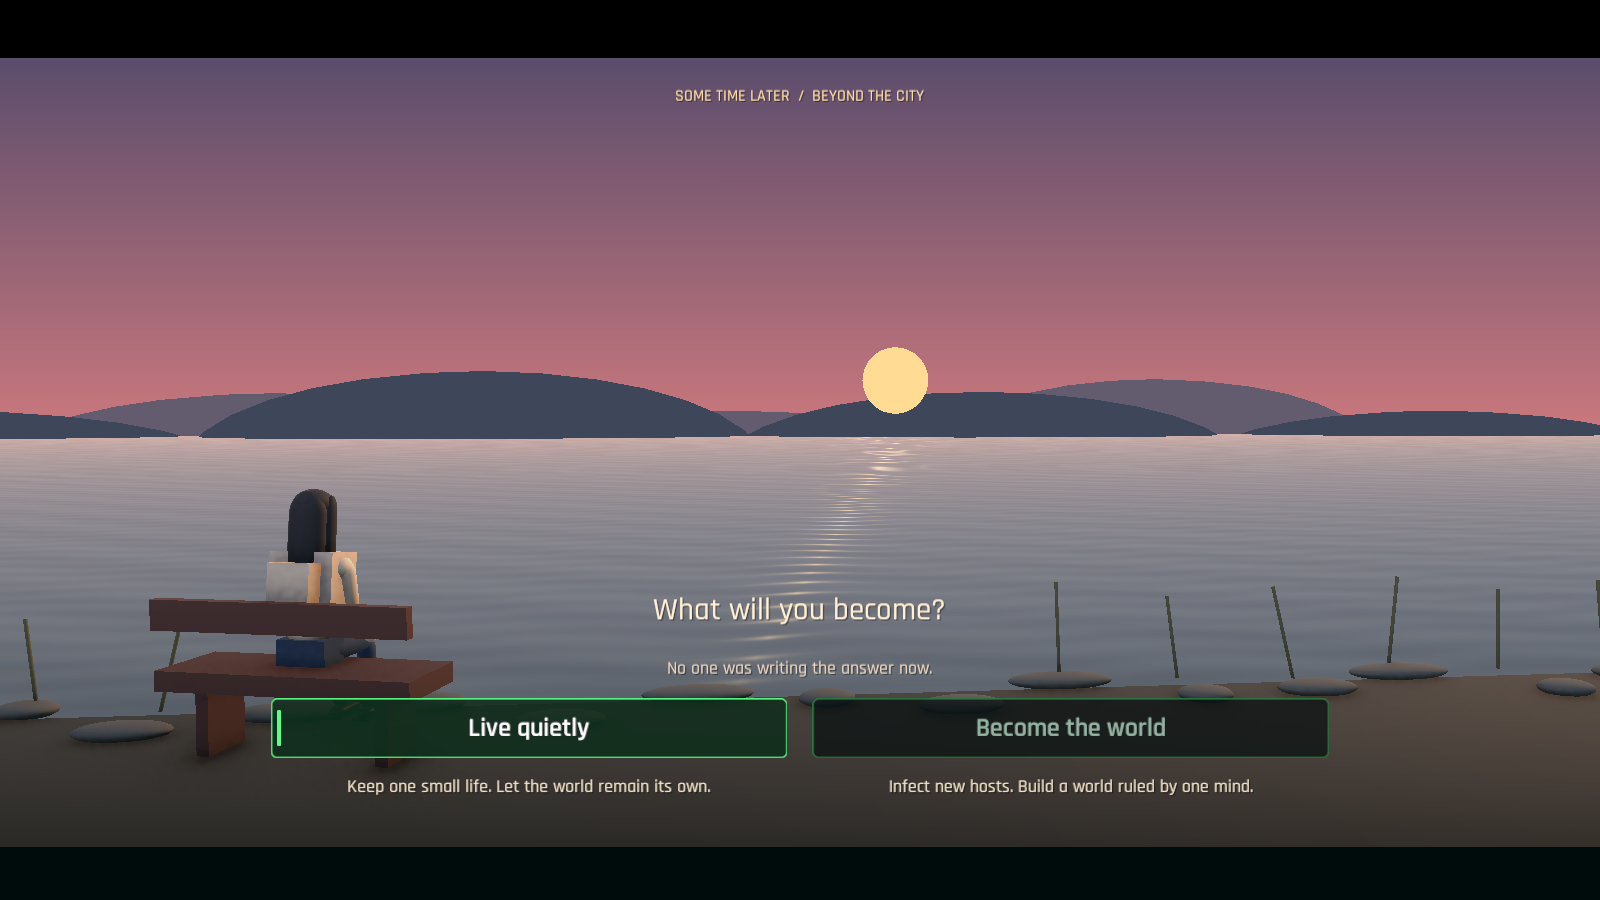 SOME TIME LATER / BEYOND THE CITY
What will you become?
No one was writing the answer now.
Live quietly
Become the world
Keep one small life. Let the world remain its own.
Infect new hosts. Build a world ruled by one mind.